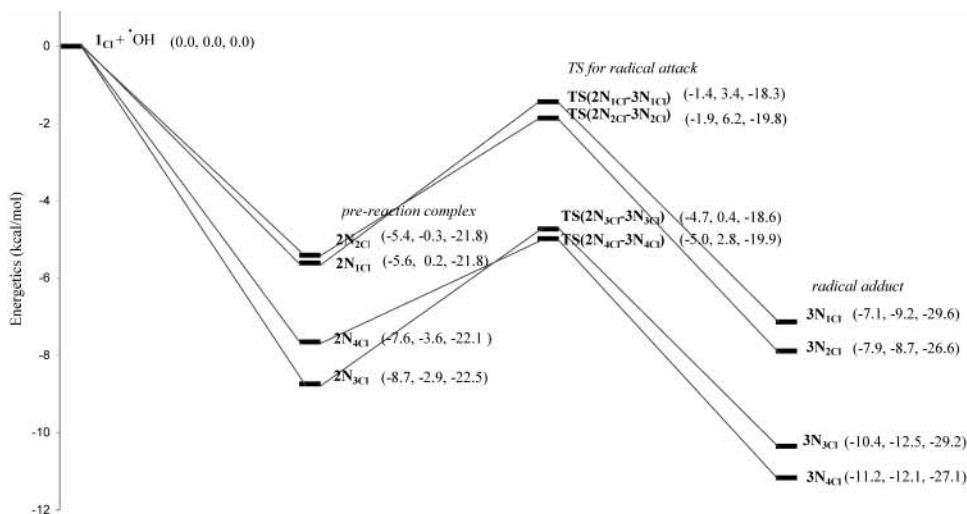 1Cl + •OH (0.0, 0.0, 0.0)
0
TS for radical attack
TS(2N1Cl-3N1Cl) (-1.4, 3.4, -18.3)
TS(2N2Cl-3N2Cl) (-1.9, 6.2, -19.8)
-2
-4
pre-reaction complex
TS(2N3Cl-3N3Cl) (-4.7, 0.4, -18.6)
2N2Cl (-5.4, -0.3, -21.8)
TS(2N4Cl-3N4Cl) (-5.0, 2.8, -19.9)
2N1Cl (-5.6, 0.2, -21.8)
Energetics (kcal/mol)
-6
radical adduct
3N1Cl (-7.1, -9.2, -29.6)
2N4Cl (-7.6, -3.6, -22.1 )
3N2Cl (-7.9, -8.7, -26.6)
-8
2N3Cl (-8.7, -2.9, -22.5)
-10
3N3Cl (-10.4, -12.5, -29.2)
3N4Cl (-11.2, -12.1, -27.1)
-12